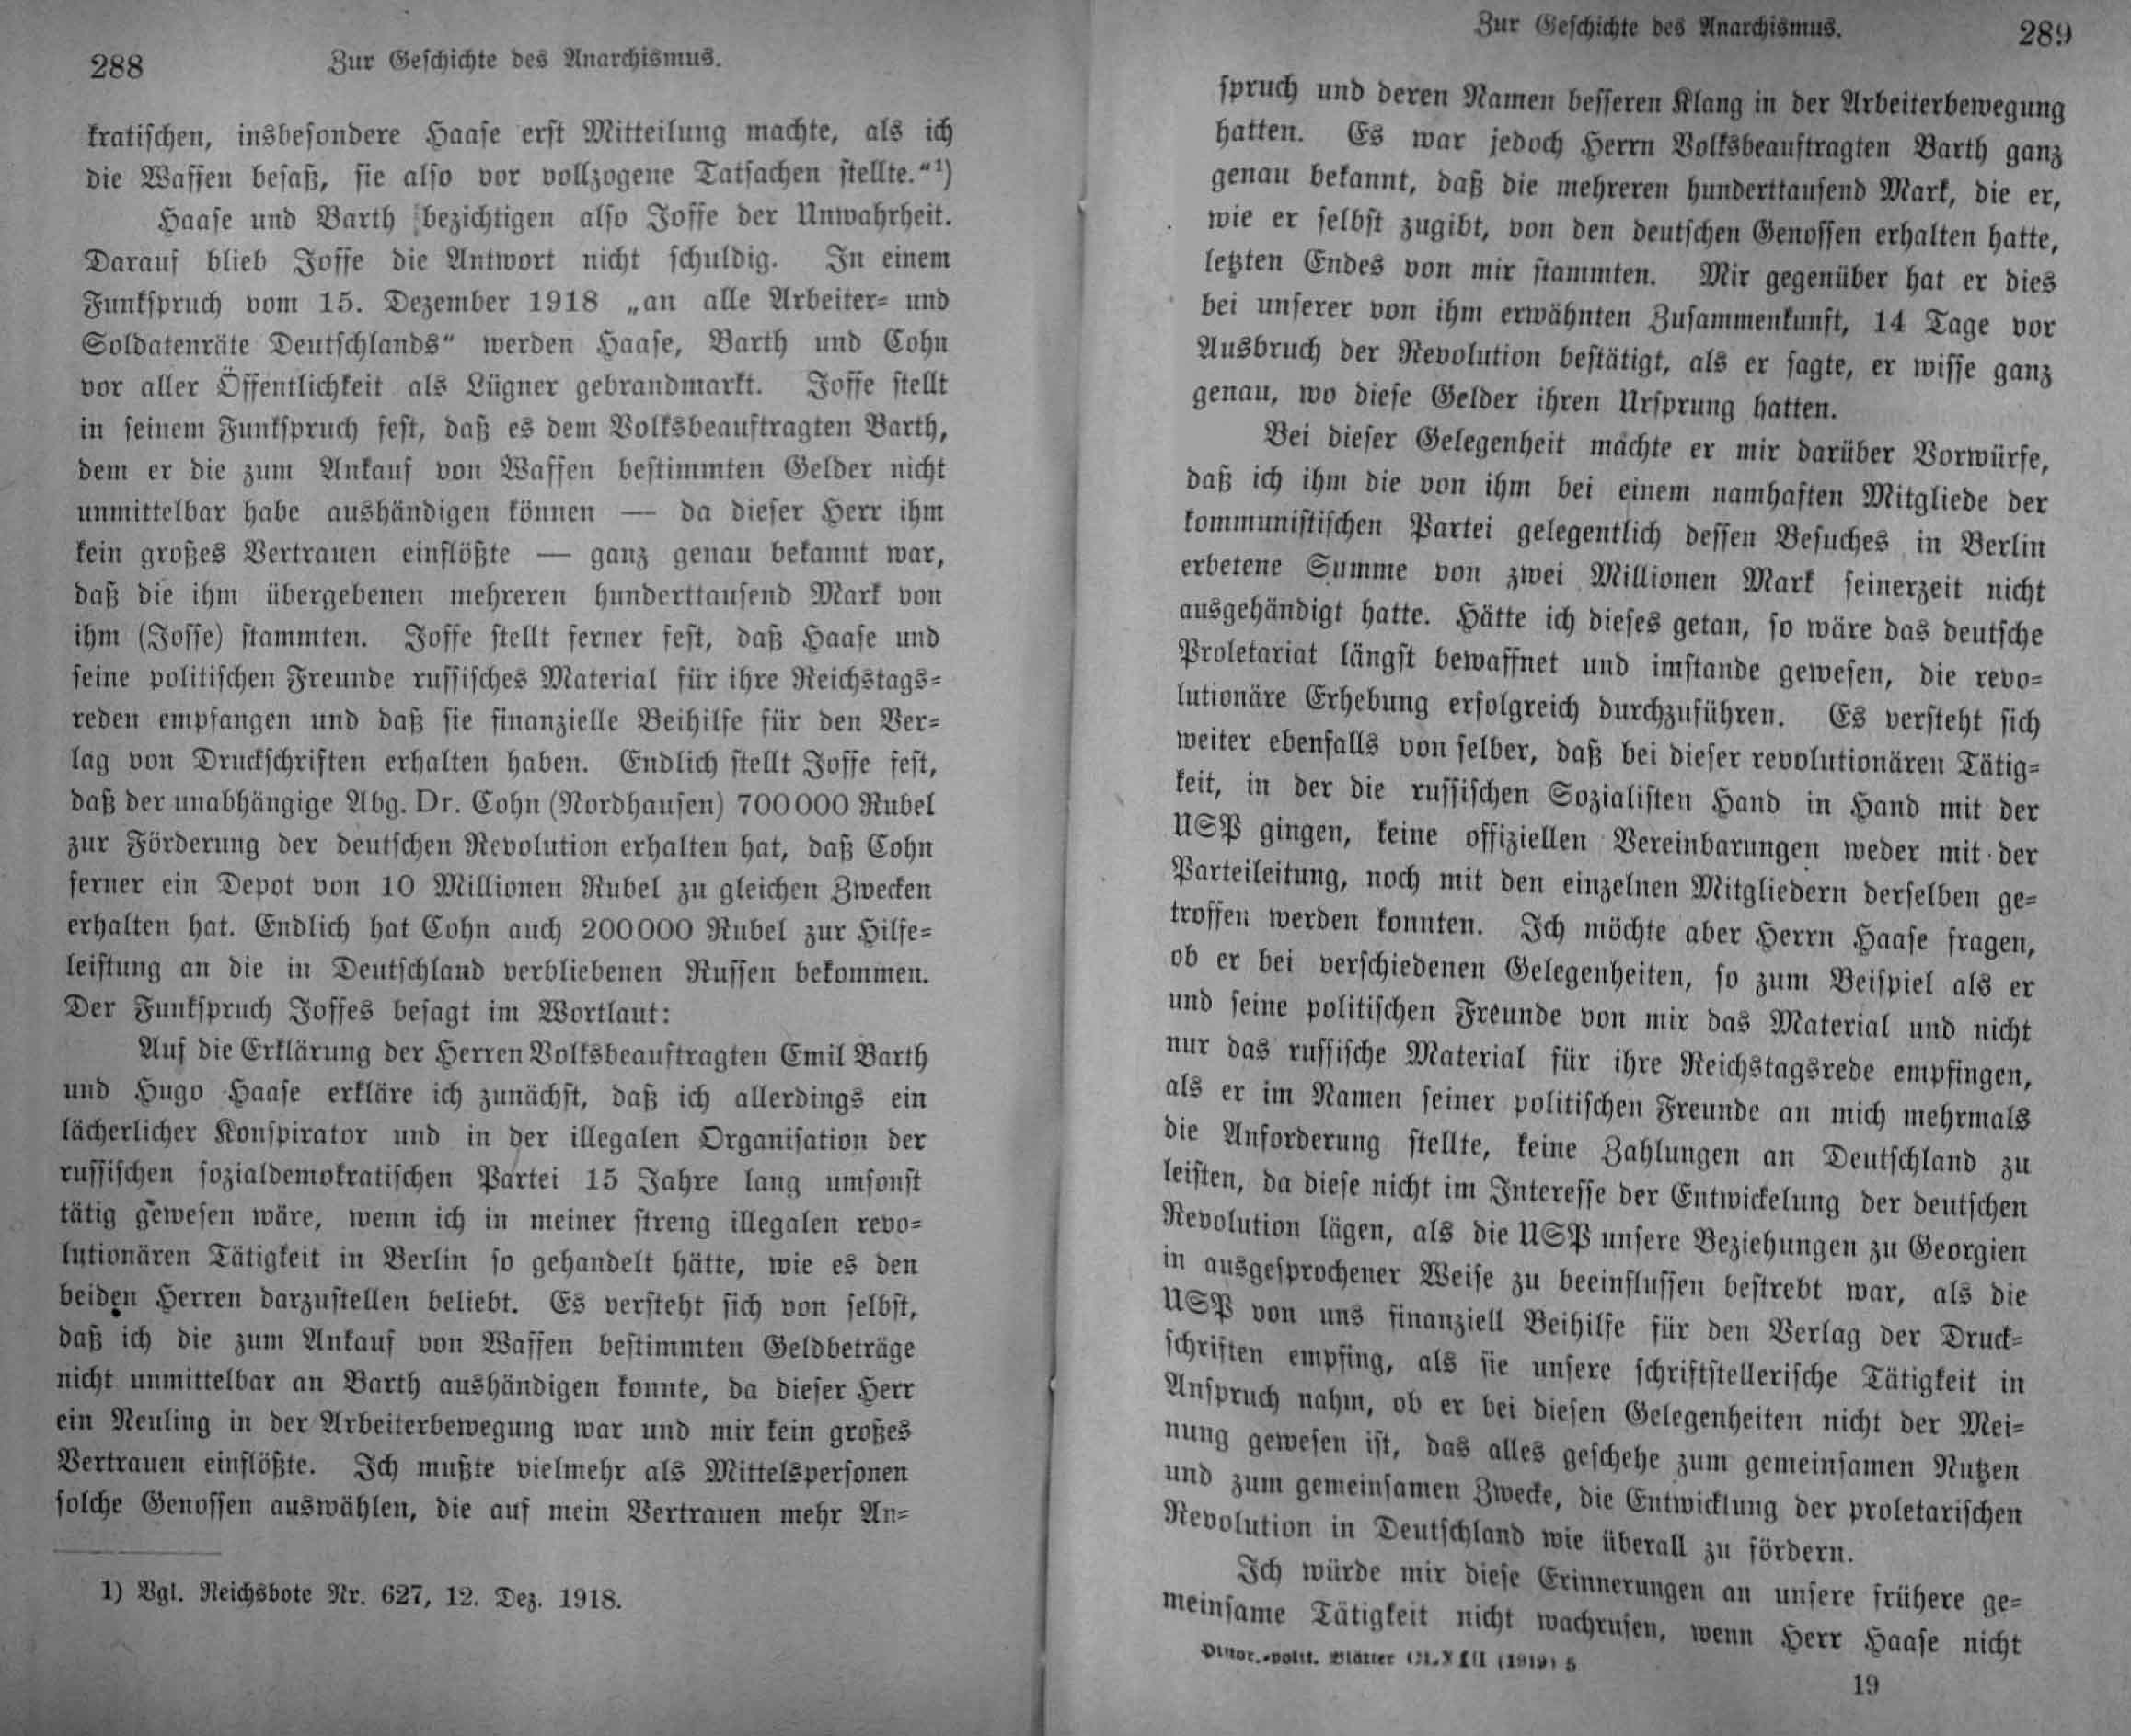 288
Zur Geschichte des Anarchismus.
kratischen, insbesondere Haase erst Mitteilung machte, als ich
die Waffen besaß, sie also vor vollzogene Tatsachen stellte."¹)
Haase und Barth bezichtigen also Joffe der Unwahrheit.
Darauf blieb Joffe die Antwort nicht schuldig. In einem
Funkspruch vom 15. Dezember 1918 „an alle Arbeiter= und
Soldatenräte Deutschlands" werden Haase, Barth und Cohn
vor aller Öffentlichkeit als Lügner gebrandmarkt. Joffe stellt
in seinem Funkspruch fest, daß es dem Volksbeauftragten Barth,
dem er die zum Ankauf von Waffen bestimmten Gelder nicht
unmittelbar habe aushändigen können — da dieser Herr ihm
kein großes Vertrauen einflößte — ganz genau bekannt war,
daß die ihm übergebenen mehreren hunderttausend Mark von
ihm (Joffe) stammten. Joffe stellt ferner fest, daß Haase und
seine politischen Freunde russisches Material für ihre Reichstags=
reden empfangen und daß sie finanzielle Beihilfe für den Ver=
lag von Druckschriften erhalten haben. Endlich stellt Joffe fest,
daß der unabhängige Abg. Dr. Cohn (Nordhausen) 700000 Rubel
zur Förderung der deutschen Revolution erhalten hat, daß Cohn
ferner ein Depot von 10 Millionen Rubel zu gleichen Zwecken
erhalten hat. Endlich hat Cohn auch 200000 Rubel zur Hilfe=
leistung an die in Deutschland verbliebenen Russen bekommen.
Der Funkspruch Joffes besagt im Wortlaut:
Auf die Erklärung der Herren Volksbeauftragten Emil Barth
und Hugo Haase erkläre ich zunächst, daß ich allerdings ein
lächerlicher Konspirator und in der illegalen Organisation der
russischen sozialdemokratischen Partei 15 Jahre lang umsonst
tätig gewesen wäre, wenn ich in meiner streng illegalen revo=
lutionären Tätigkeit in Berlin so gehandelt hätte, wie es den
beiden Herren darzustellen beliebt. Es versteht sich von selbst,
daß ich die zum Ankauf von Waffen bestimmten Geldbeträge
nicht unmittelbar an Barth aushändigen konnte, da dieser Herr
ein Neuling in der Arbeiterbewegung war und mir kein großes
Vertrauen einflößte. Ich mußte vielmehr als Mittelspersonen
solche Genossen auswählen, die auf mein Vertrauen mehr An=
1) Vgl. Reichsbote Nr. 627, 12. Dez. 1918.
Zur Geschichte des Anarchismus.
289
spruch und deren Namen besseren Klang in der Arbeiterbewegung
hatten. Es war jedoch Herrn Volksbeauftragten Barth ganz
genau bekannt, daß die mehreren hunderttausend Mark, die er,
wie er selbst zugibt, von den deutschen Genossen erhalten hatte,
letzten Endes von mir stammten. Mir gegenüber hat er dies
bei unserer von ihm erwähnten Zusammenkunft, 14 Tage vor
Ausbruch der Revolution bestätigt, als er sagte, er wisse ganz
genau, wo diese Gelder ihren Ursprung hatten.
Bei dieser Gelegenheit machte er mir darüber Vorwürfe,
daß ich ihm die von ihm bei einem namhaften Mitgliede der
kommunistischen Partei gelegentlich dessen Besuches in Berlin
erbetene Summe von zwei Millionen Mark seinerzeit nicht
ausgehändigt hatte. Hätte ich dieses getan, so wäre das deutsche
Proletariat längst bewaffnet und imstande gewesen, die revo=
lutionäre Erhebung erfolgreich durchzuführen. Es versteht sich
weiter ebenfalls von selber, daß bei dieser revolutionären Tätig=
keit, in der die russischen Sozialisten Hand in Hand mit der
USP gingen, keine offiziellen Vereinbarungen weder mit der
Parteileitung, noch mit den einzelnen Mitgliedern derselben ge=
troffen werden konnten. Ich möchte aber Herrn Haase fragen,
ob er bei verschiedenen Gelegenheiten, so zum Beispiel als er
und seine politischen Freunde von mir das Material und nicht
nur das russische Material für ihre Reichstagsrede empfingen,
als er im Namen seiner politischen Freunde an mich mehrmals
die Anforderung stellte, keine Zahlungen an Deutschland zu
leisten, da diese nicht im Interesse der Entwickelung der deutschen
Revolution lägen, als die USP unsere Beziehungen zu Georgien
in ausgesprochener Weise zu beeinflussen bestrebt war, als die
USP von uns finanziell Beihilfe für den Verlag der Druck=
schriften empfing, als sie unsere schriftstellerische Tätigkeit in
Anspruch nahm, ob er bei diesen Gelegenheiten nicht der Mei=
nung gewesen ist, das alles geschehe zum gemeinsamen Nutzen
und zum gemeinsamen Zwecke, die Entwicklung der proletarischen
Revolution in Deutschland wie überall zu fördern.
Ich würde mir diese Erinnerungen an unsere frühere ge=
meinsame Tätigkeit nicht wachrufen, wenn Herr Haase nicht
Histor.=polit. Blätter CLXIII (1919) 5
19